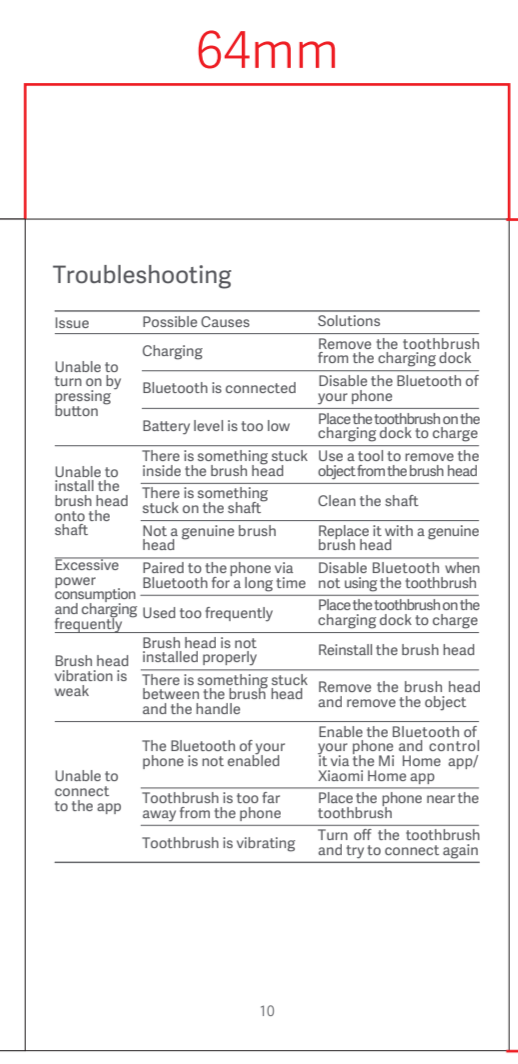 64mm
Troubleshooting
Issue
Possible Causes
Solutions
Unable to
turn on by
pressing
button
Charging
Remove the toothbrush
from the charging dock
Bluetooth is connected
Disable the Bluetooth of
your phone
Battery level is too low
Place the toothbrush on the
charging dock to charge
Unable to
install the
brush head
onto the
shaft
There is something stuck
inside the brush head
Use a tool to remove the
object from the brush head
There is something
stuck on the shaft
Clean the shaft
Not a genuine brush
head
Replace it with a genuine
brush head
Excessive
power
consumption
and charging
frequently
Paired to the phone via
Bluetooth for a long time
Disable Bluetooth when
not using the toothbrush
Used too frequently
Place the toothbrush on the
charging dock to charge
Brush head
vibration is
weak
Brush head is not
installed properly
Reinstall the brush head
There is something stuck
between the brush head
and the handle
Remove the brush head
and remove the object
Unable to
connect
to the app
The Bluetooth of your
phone is not enabled
Enable the Bluetooth of
your phone and control
it via the Mi Home app/
Xiaomi Home app
Toothbrush is too far
away from the phone
Place the phone near the
toothbrush
Toothbrush is vibrating
Turn off the toothbrush
and try to connect again
10